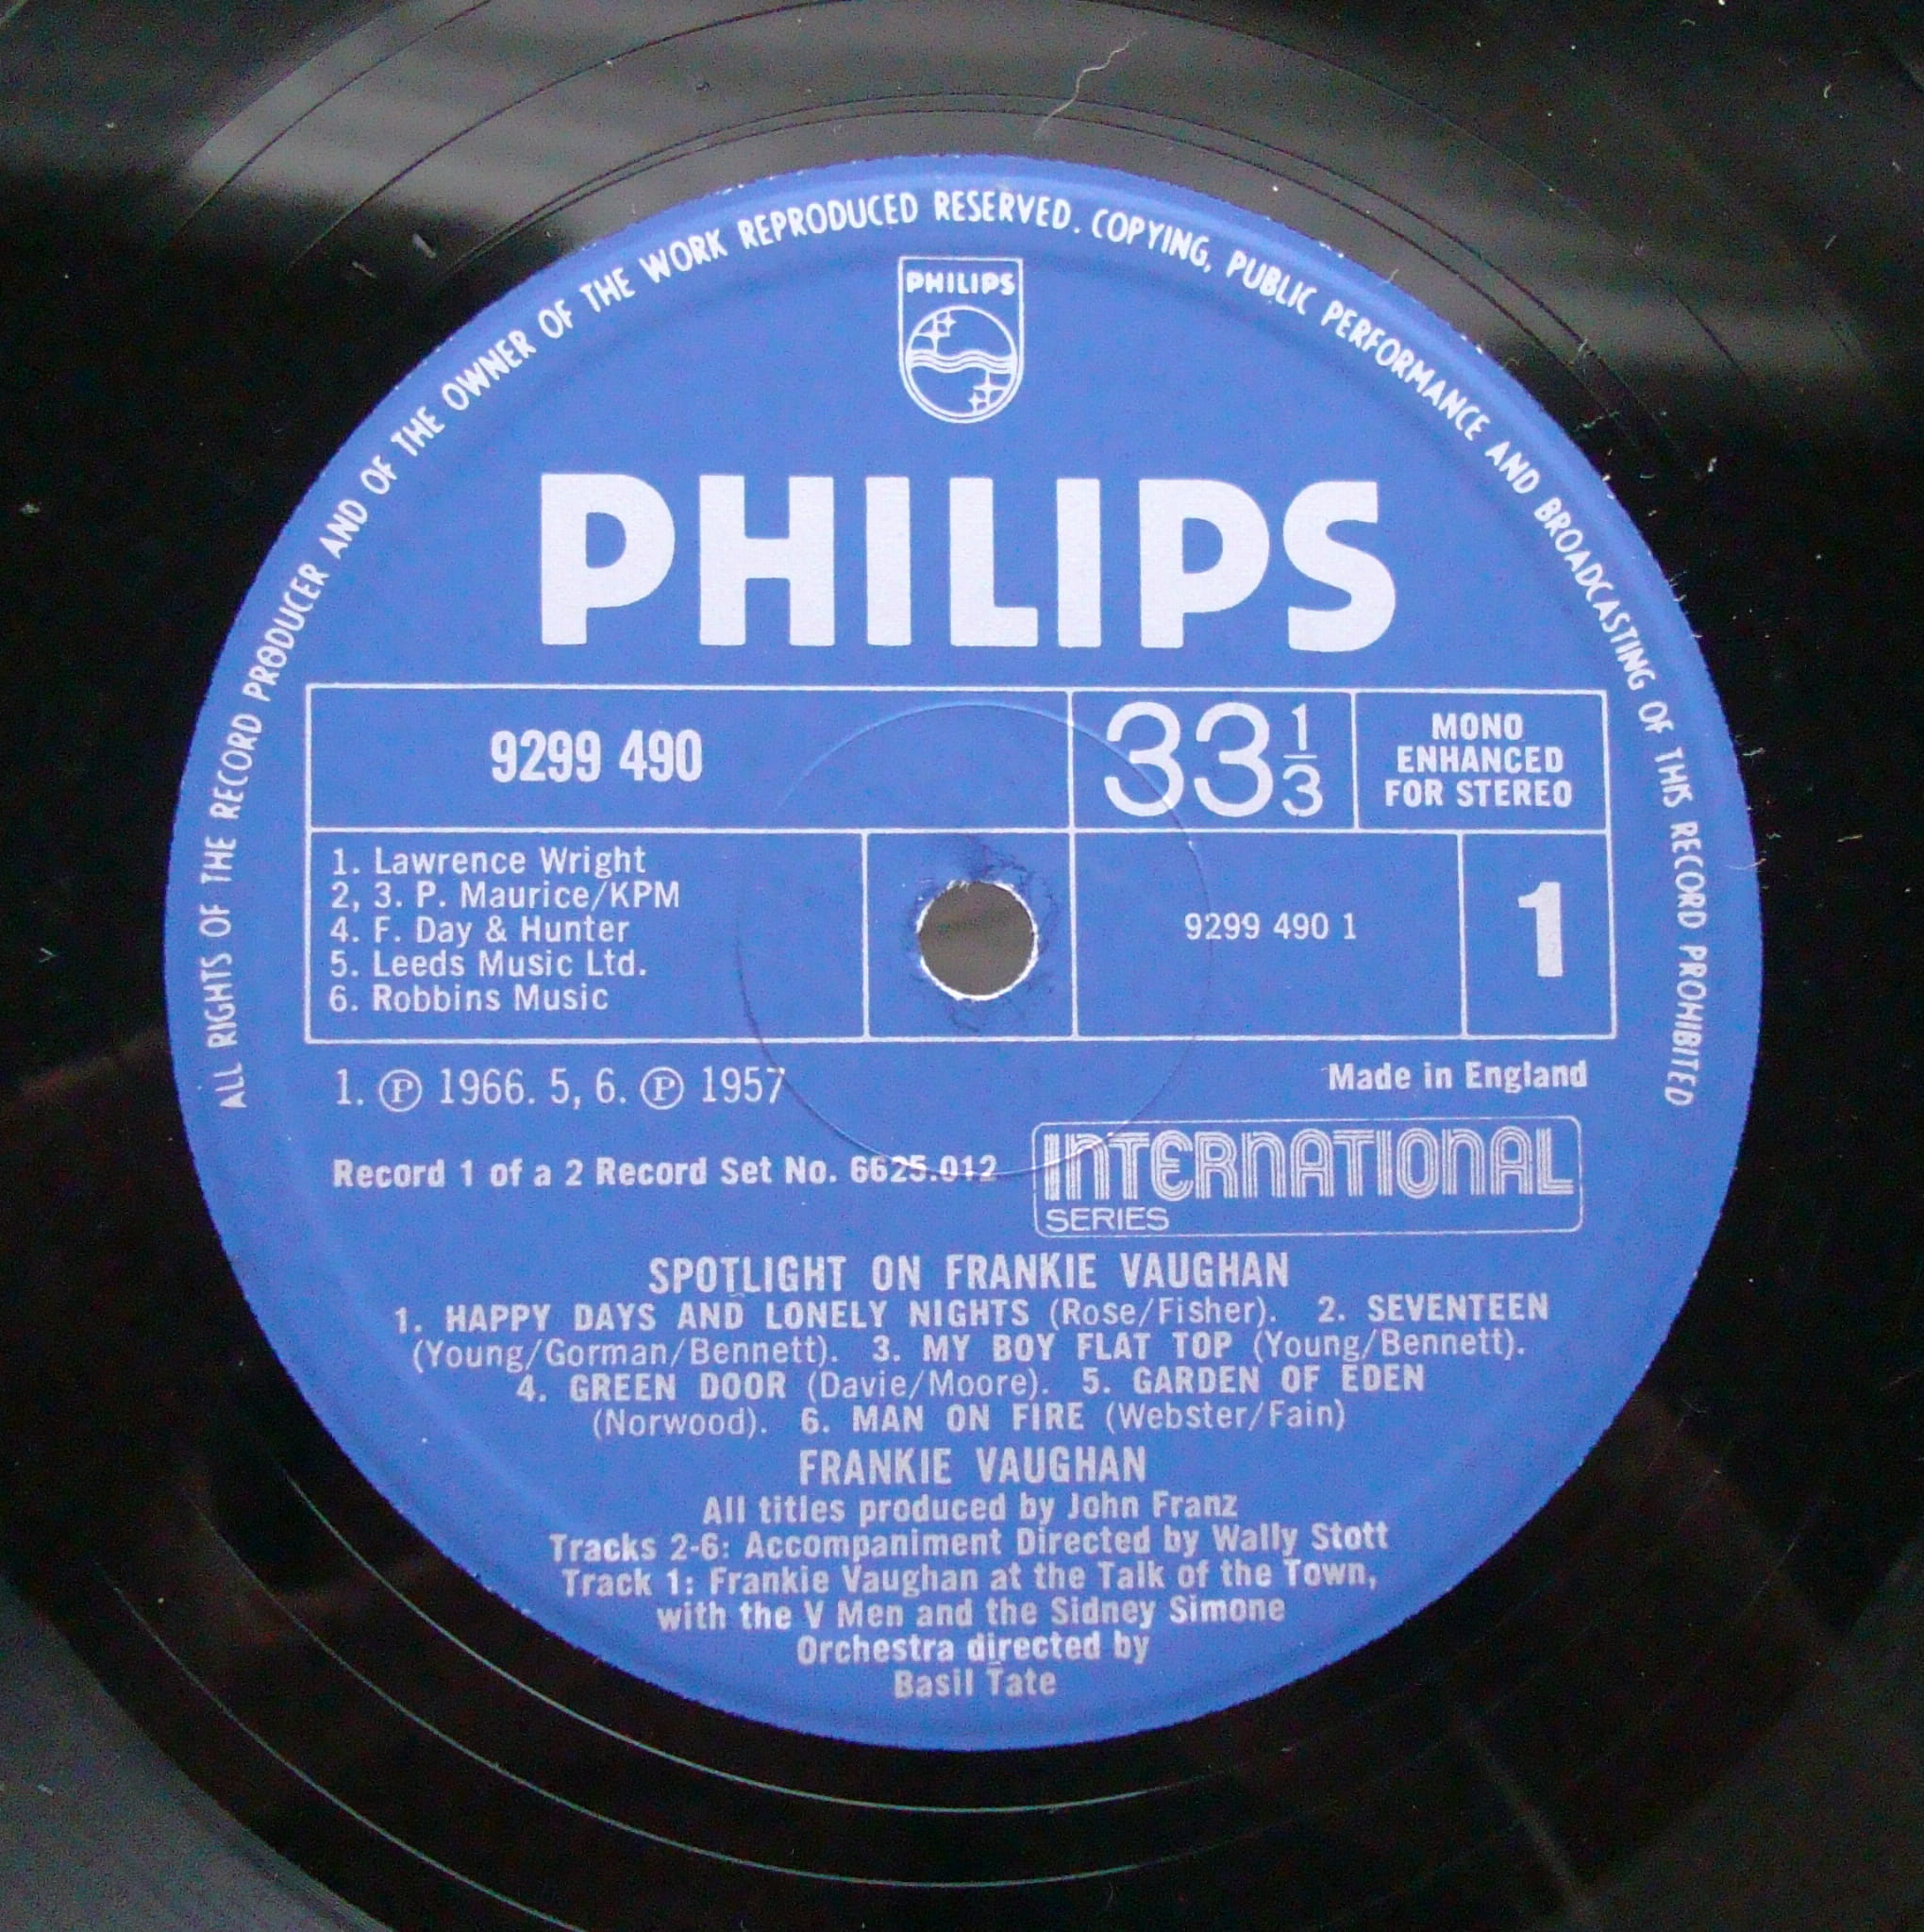 ALL RIGHTS OF THE RECORD PRODUCER AND OF THE OWNER OF THE WORK REPRODUCED RESERVED. COPYING, PUBLIC PERFORMANCE AND BROADCASTING OF THIS RECORD PROHIBITED
PHILIPS
PHILIPS
9299 490
33 1/3
MONO
ENHANCED
FOR STEREO
1. Lawrence Wright
2, 3. P. Maurice/KPM
4. F. Day & Hunter
5. Leeds Music Ltd.
6. Robbins Music
9299 490 1
1
1. Ⓟ 1966. 5, 6. Ⓟ 1957
Made in England
Record 1 of a 2 Record Set No. 6625.012
INTERNATIONAL
SERIES
SPOTLIGHT ON FRANKIE VAUGHAN
1. HAPPY DAYS AND LONELY NIGHTS (Rose/Fisher). 2. SEVENTEEN
(Young/Gorman/Bennett). 3. MY BOY FLAT TOP (Young/Bennett).
4. GREEN DOOR (Davie/Moore). 5. GARDEN OF EDEN
(Norwood). 6. MAN ON FIRE (Webster/Fain)
FRANKIE VAUGHAN
All titles produced by John Franz
Tracks 2-6: Accompaniment Directed by Wally Stott
Track 1: Frankie Vaughan at the Talk of the Town,
with the V Men and the Sidney Simone
Orchestra directed by
Basil Tate